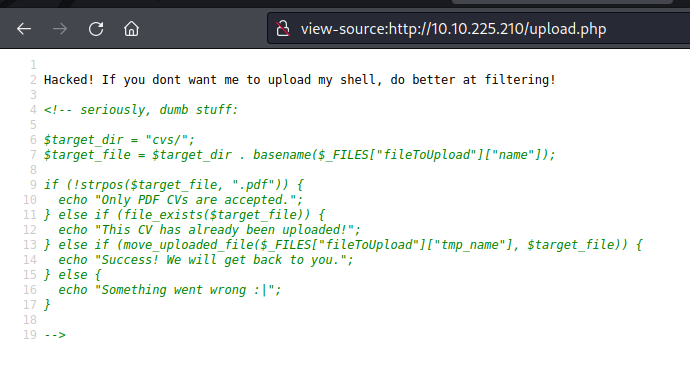 view-source:http://10.10.225.210/upload.php
1
2 Hacked! If you dont want me to upload my shell, do better at filtering!
3
4 <!-- seriously, dumb stuff:
5
6 $target_dir = "cvs/";
7 $target_file = $target_dir . basename($_FILES["fileToUpload"]["name"]);
8
9 if (!strpos($target_file, ".pdf")) {
10   echo "Only PDF CVs are accepted.";
11 } else if (file_exists($target_file)) {
12   echo "This CV has already been uploaded!";
13 } else if (move_uploaded_file($_FILES["fileToUpload"]["tmp_name"], $target_file)) {
14   echo "Success! We will get back to you.";
15 } else {
16   echo "Something went wrong :|";
17 }
18
19 -->